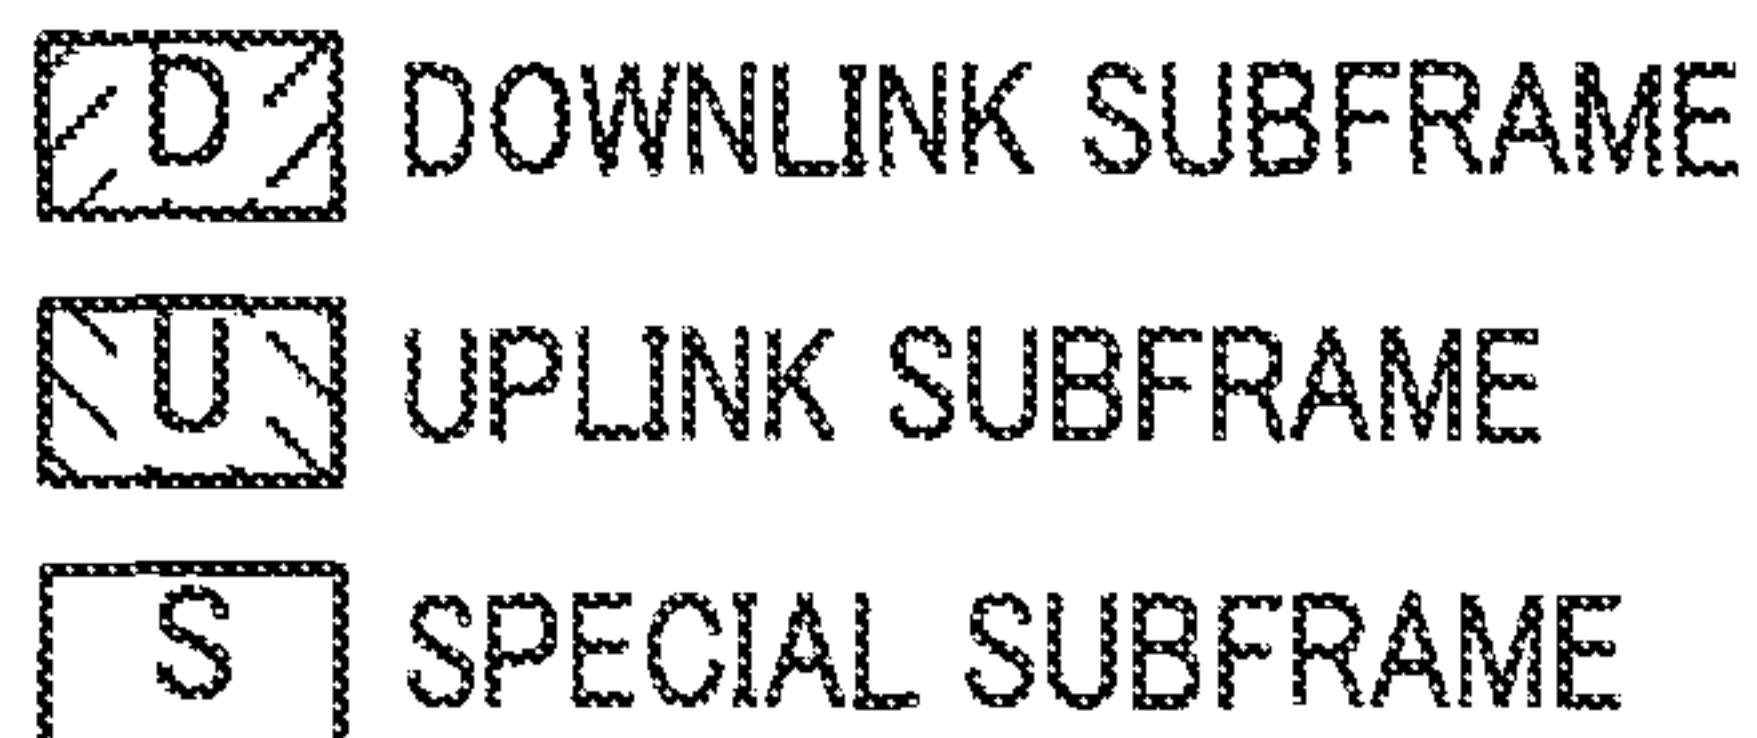 D DOWNLINK SUBFRAME
U UPLINK SUBFRAME
S SPECIAL SUBFRAME